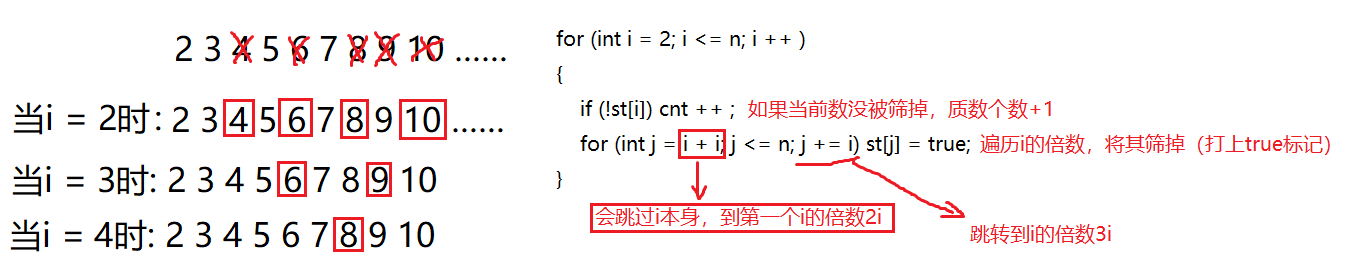 2 3 4 5 6 7 8 9 10 ......
当i = 2时: 2 3 4 5 6 7 8 9 10 ......
当i = 3时: 2 3 4 5 6 7 8 9 10
当i = 4时: 2 3 4 5 6 7 8 9 10
for (int i = 2; i <= n; i ++ )
{
if (!st[i]) cnt ++ ; 如果当前数没被筛掉，质数个数+1
for (int j = i + i; j <= n; j += i) st[j] = true; 遍历i的倍数，将其筛掉（打上true标记）
}
会跳过i本身，到第一个i的倍数2i
跳转到i的倍数3i